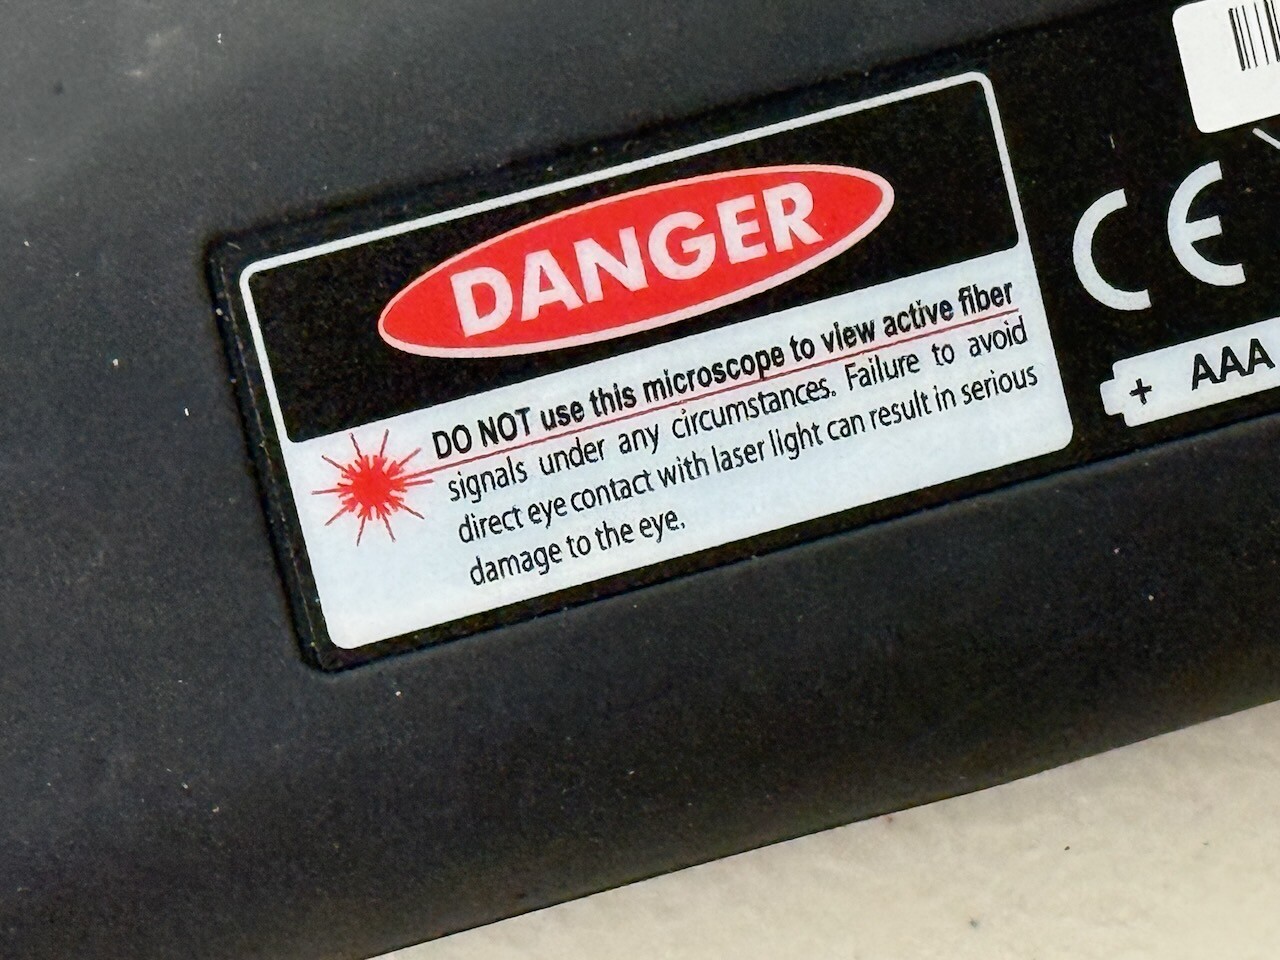 DANGER
DO NOT use this microscope to view active fiber
signals under any circumstances. Failure to avoid
direct eye contact with laser light can result in serious
damage to the eye.
CE
+ AAA